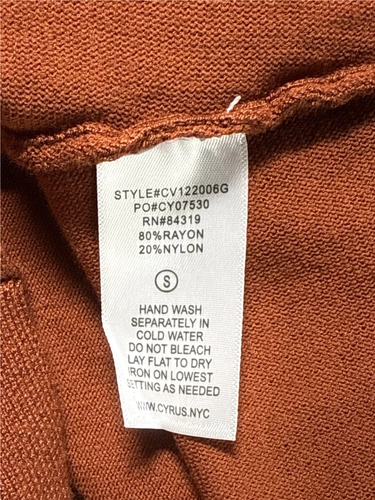 STYLE#CV122006G
PO#CY07530
RN#84319
80%RAYON
20%NYLON
S
HAND WASH
SEPARATELY IN
COLD WATER
DO NOT BLEACH
LAY FLAT TO DRY
IRON ON LOWEST
SETTING AS NEEDED
WWW.CYRUS.NYC